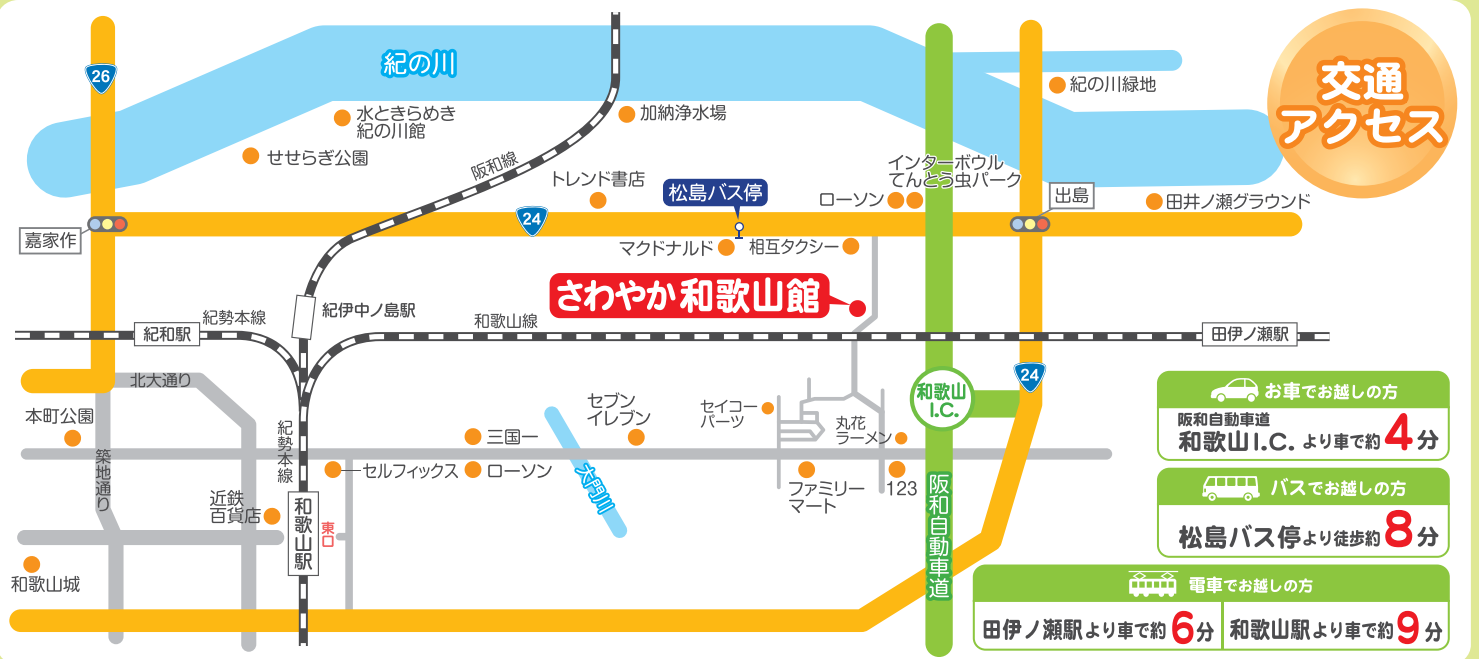 26
紀の川
交通
アクセス
紀の川緑地
水ときらめき
紀の川館
加納浄水場
せせらぎ公園
阪和線
トレンド書店
松島バス停
インターボウル
てんとう虫パーク
ローソン
出島
田井ノ瀬グラウンド
嘉家作
24
マクドナルド
相互タクシー
さわやか和歌山館
紀伊中ノ島駅
紀勢本線
和歌山線
紀和駅
田伊ノ瀬駅
北大通り
24
和歌山
I.C.
本町公園
紀勢本線
三国一
セブン
イレブン
セイコー
パーツ
丸花
ラーメン
築地通り
セルフィックス
ローソン
大門川
ファミリー
マート
123
近鉄
百貨店
和歌山駅
東口
阪和自動車道
和歌山城
お車でお越しの方
阪和自動車道
和歌山I.C.より車で約4分
バスでお越しの方
松島バス停より徒歩約8分
電車でお越しの方
田伊ノ瀬駅より車で約6分
和歌山駅より車で約9分